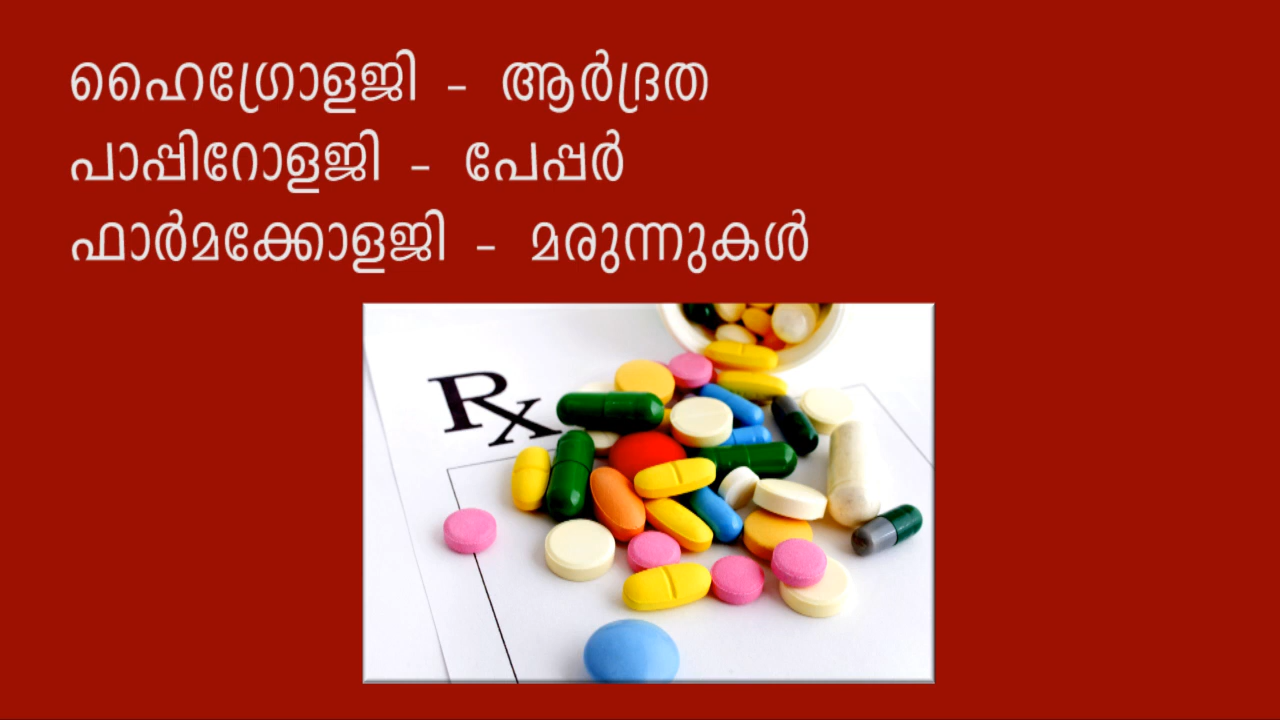 ഹൈഗ്രോളജി - ആർദ്രത
പാപ്പിറോളജി - പേപ്പർ
ഫാർമക്കോളജി - മരുന്നുകൾ
Rx